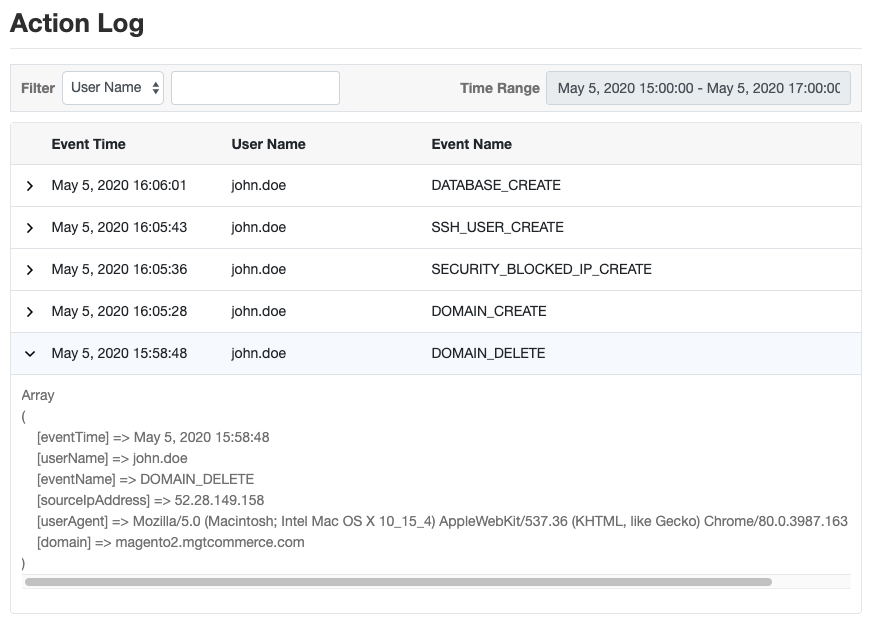 Action Log
Filter User Name Time Range May 5, 2020 15:00:00 - May 5, 2020 17:00:00
Event Time User Name Event Name
May 5, 2020 16:06:01 john.doe DATABASE_CREATE
May 5, 2020 16:05:43 john.doe SSH_USER_CREATE
May 5, 2020 16:05:36 john.doe SECURITY_BLOCKED_IP_CREATE
May 5, 2020 16:05:28 john.doe DOMAIN_CREATE
May 5, 2020 15:58:48 john.doe DOMAIN_DELETE
Array
(
[eventTime] => May 5, 2020 15:58:48
[userName] => john.doe
[eventName] => DOMAIN_DELETE
[sourceIpAddress] => 52.28.149.158
[userAgent] => Mozilla/5.0 (Macintosh; Intel Mac OS X 10_15_4) AppleWebKit/537.36 (KHTML, like Gecko) Chrome/80.0.3987.163
[domain] => magento2.mgtcommerce.com
)